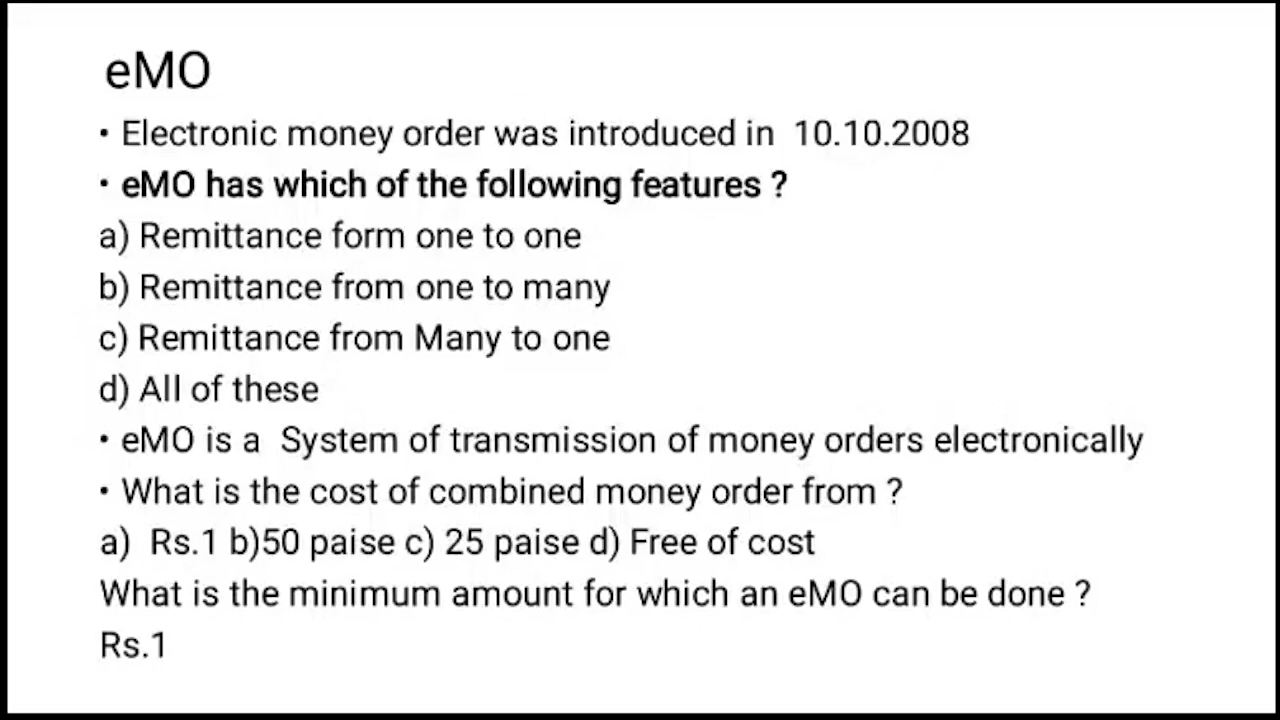 eMO
• Electronic money order was introduced in 10.10.2008
• eMO has which of the following features ?
a) Remittance form one to one
b) Remittance from one to many
c) Remittance from Many to one
d) All of these
• eMO is a System of transmission of money orders electronically
• What is the cost of combined money order from ?
a) Rs.1 b)50 paise c) 25 paise d) Free of cost
What is the minimum amount for which an eMO can be done ?
Rs.1